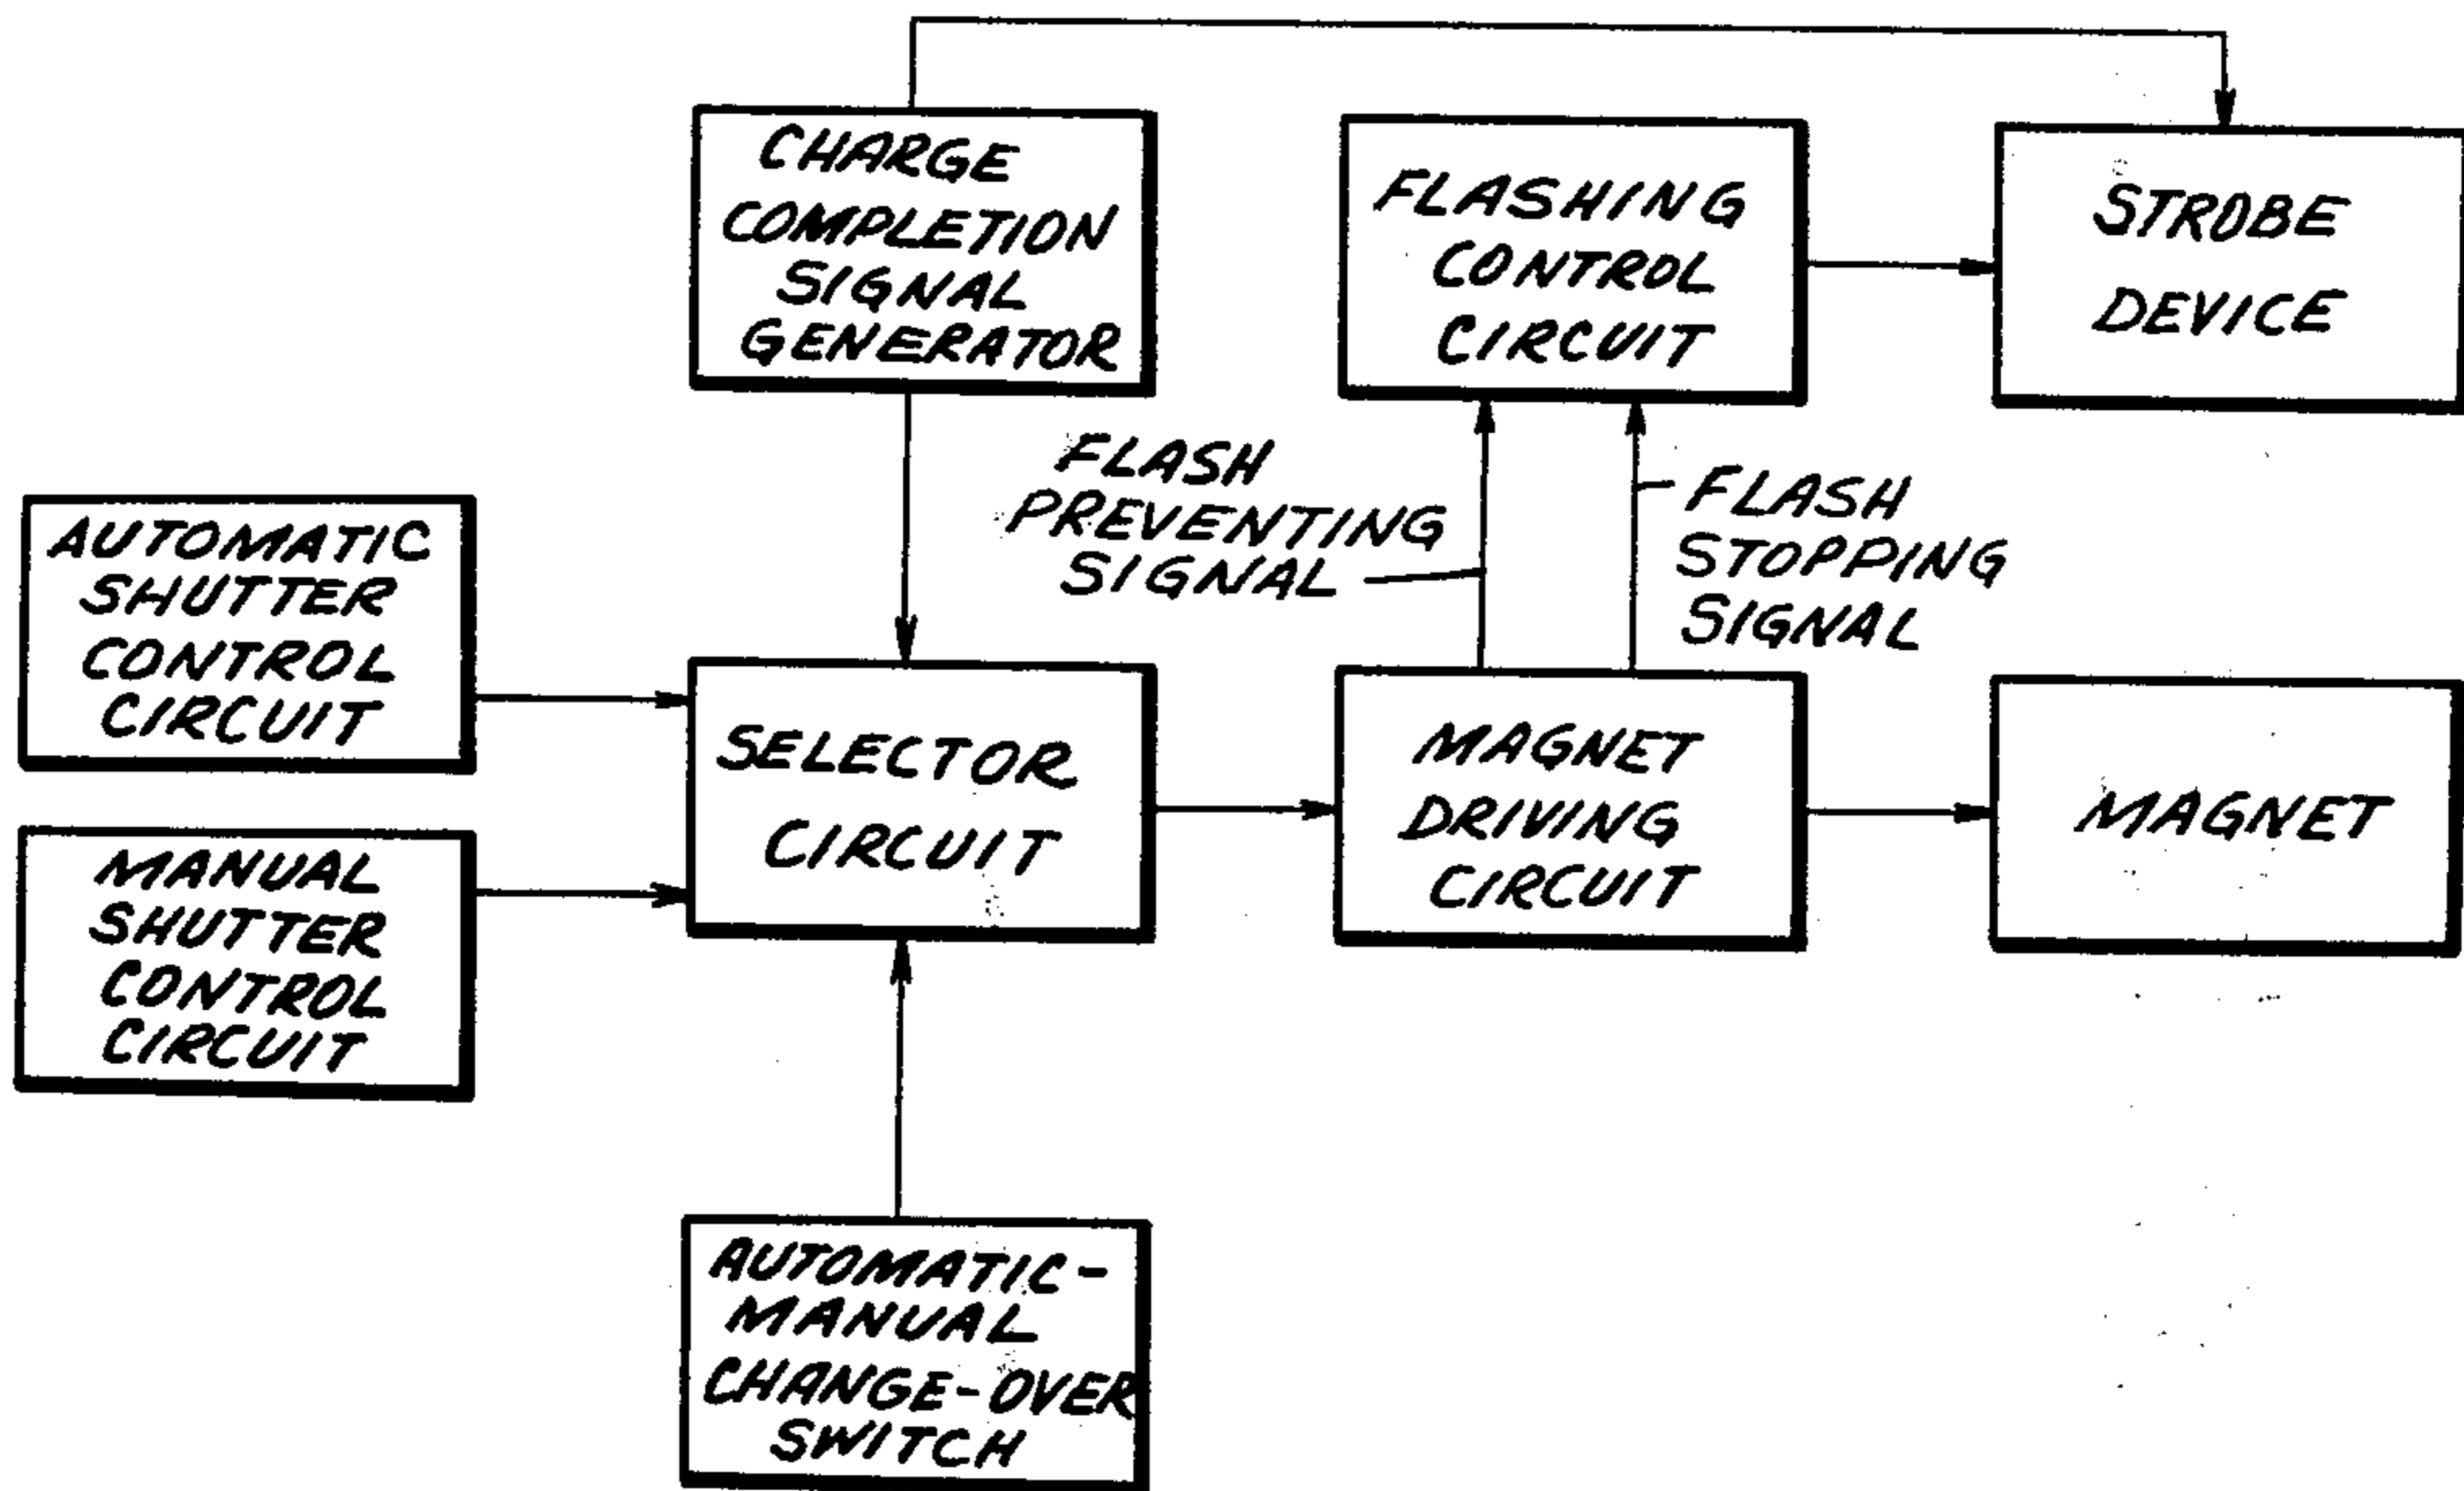 CHARGE
COMPLETION
SIGNAL
GENERATOR
FLASHING
CONTROL
CIRCUIT
STROBE
DEVICE
FLASH
PREVENTING
SIGNAL
FLASH
STOPPING
SIGNAL
AUTOMATIC
SHUTTER
CONTROL
CIRCUIT
MANUAL
SHUTTER
CONTROL
CIRCUIT
SELECTOR
CIRCUIT
MAGNET
DRIVING
CIRCUIT
MAGNET
AUTOMATIC-
MANUAL
CHANGE-OVER
SWITCH